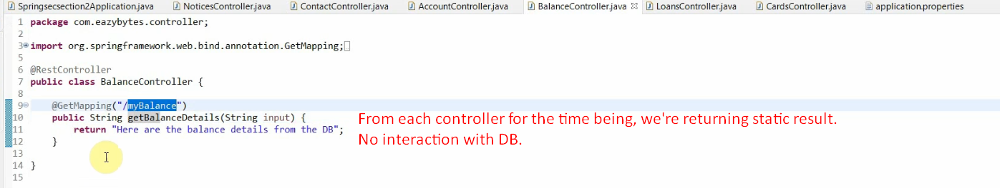 Springsecsection2Application.java NoticesController.java ContactController.java AccountController.java BalanceController.java LoansController.java CardsController.java application.properties
1 package com.eazybytes.controller;
2
3 import org.springframework.web.bind.annotation.GetMapping;
5
6 @RestController
7 public class BalanceController {
8
9 @GetMapping("/myBalance")
10 public String getBalanceDetails(String input) {
11 return "Here are the balance details from the DB";
12 }
13
14 }
15
From each controller for the time being, we're returning static result.
No interaction with DB.